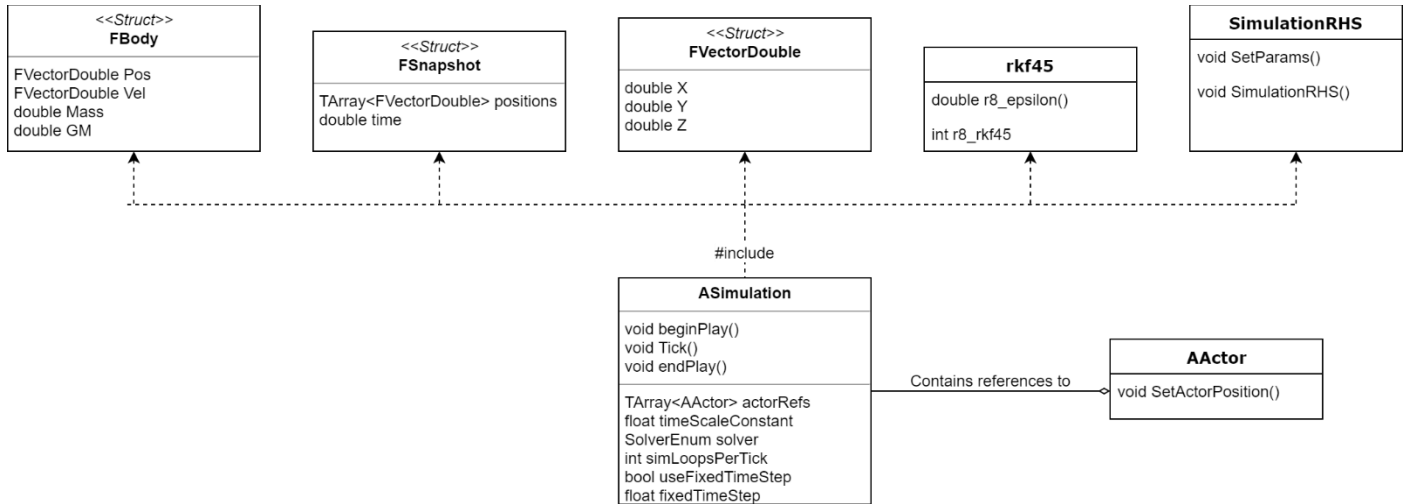 <<Struct>>
FBody
FVectorDouble Pos
FVectorDouble Vel
double Mass
double GM
<<Struct>>
FSnapshot
TArray<FVectorDouble> positions
double time
<<Struct>>
FVectorDouble
double X
double Y
double Z
rkf45
double r8_epsilon()
int r8_rkf45
SimulationRHS
void SetParams()
void SimulationRHS()
#include
ASimulation
void beginPlay()
void Tick()
void endPlay()
TArray<AActor> actorRefs
float timeScaleConstant
SolverEnum solver
int simLoopsPerTick
bool useFixedTimeStep
float fixedTimeStep
Contains references to
AActor
void SetActorPosition()